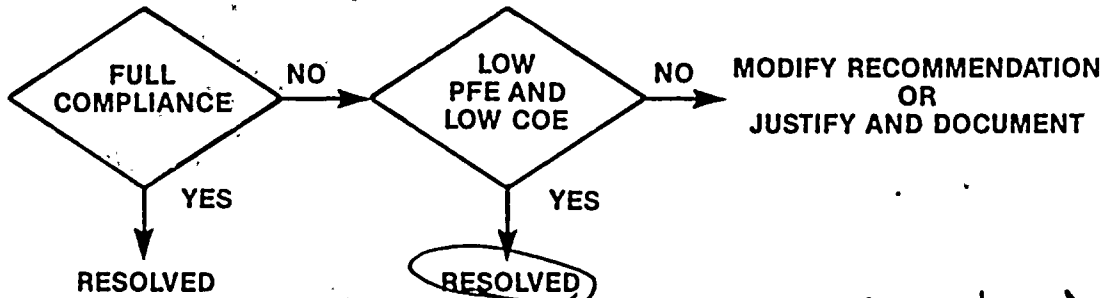 FULL
COMPLIANCE
NO
LOW
PFE AND
LOW COE
NO
MODIFY RECOMMENDATION
OR
JUSTIFY AND DOCUMENT
YES
YES
RESOLVED
RESOLVED